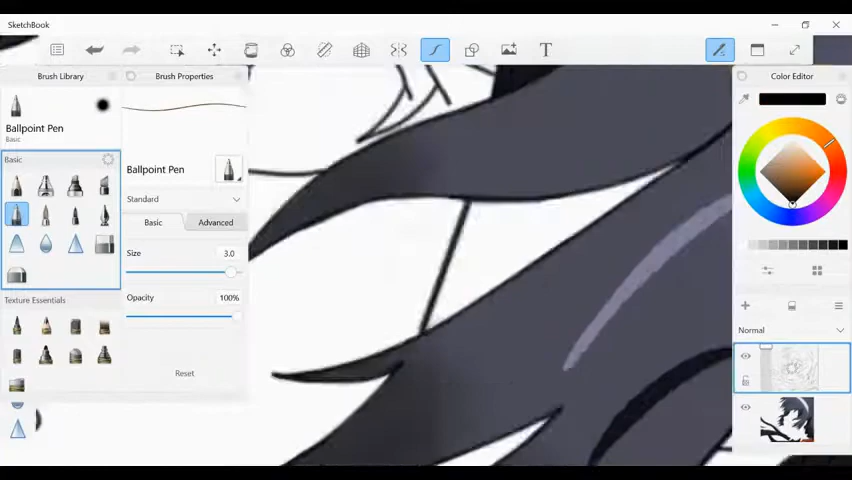 SketchBook
T
Brush Library
Brush Properties
Color Editor
Ballpoint Pen
Basic
Basic
Ballpoint Pen
Standard
Basic
Advanced
Size
3.0
Opacity
100%
Reset
Texture Essentials
Normal